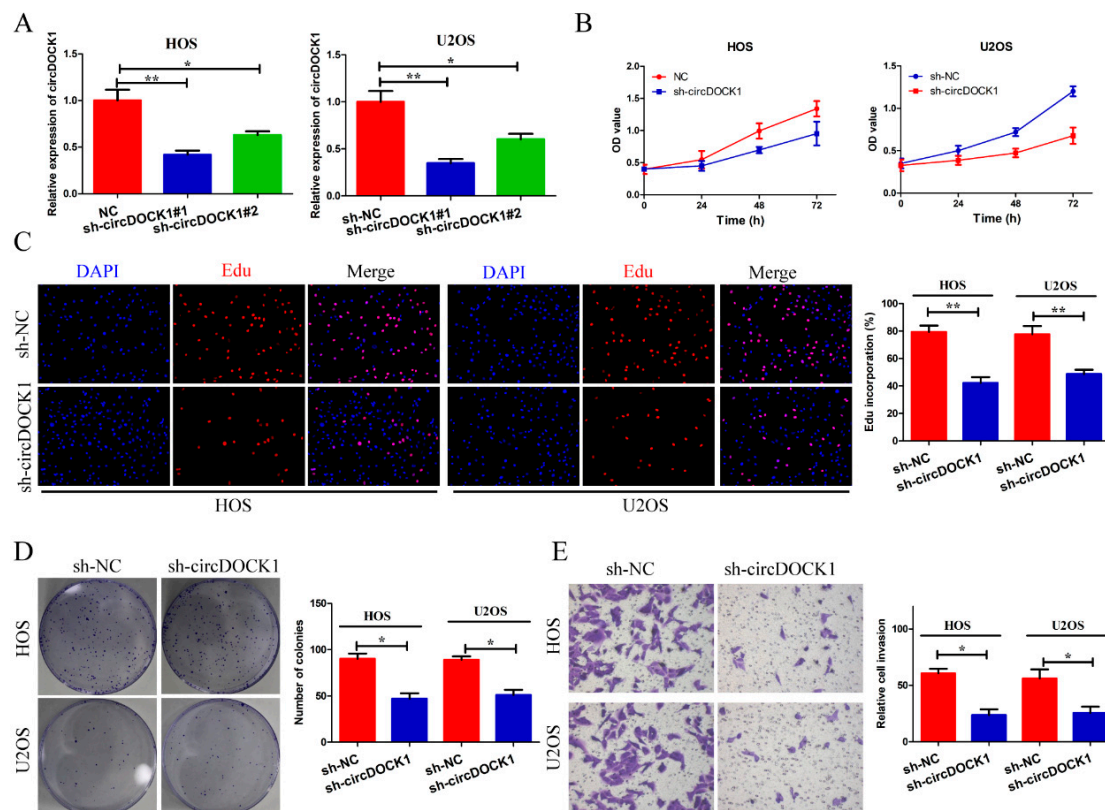 A
HOS
Relative expression of circDOCK1
1.5
1.0
0.5
0.0
*
**
NC
sh-circDOCK1#1
sh-circDOCK1#2
U2OS
Relative expression of circDOCK1
1.5
1.0
0.5
0.0
*
**
sh-NC
sh-circDOCK1#1
sh-circDOCK1#2
B
HOS
NC
sh-circDOCK1
OD value
2.0
1.5
1.0
0.5
0.0
0 24 48 72
Time (h)
U2OS
sh-NC
sh-circDOCK1
OD value
1.5
1.0
0.5
0.0
0 24 48 72
Time (h)
C
DAPI Edu Merge DAPI Edu Merge
sh-NC
sh-circDOCK1
HOS U2OS
HOS U2OS
Edu incorporation (%)
100
80
60
40
20
0
** **
sh-NC
sh-circDOCK1
sh-NC
sh-circDOCK1
D
sh-NC sh-circDOCK1
HOS
U2OS
Number of colonies
150
100
50
0
HOS U2OS
* *
sh-NC
sh-circDOCK1
sh-NC
sh-circDOCK1
E
sh-NC sh-circDOCK1
HOS
U2OS
Relative cell invasion
100
50
0
HOS U2OS
* *
sh-NC
sh-circDOCK1
sh-NC
sh-circDOCK1